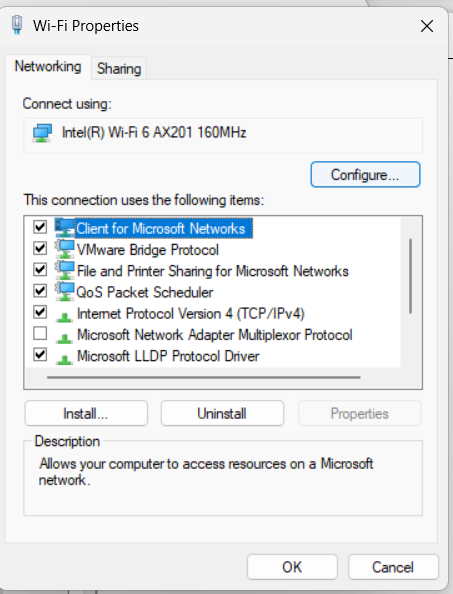 Wi-Fi Properties
Networking
Sharing
Connect using:
Intel(R) Wi-Fi 6 AX201 160MHz
Configure...
This connection uses the following items:
Client for Microsoft Networks
VMware Bridge Protocol
File and Printer Sharing for Microsoft Networks
QoS Packet Scheduler
Internet Protocol Version 4 (TCP/IPv4)
Microsoft Network Adapter Multiplexor Protocol
Microsoft LLDP Protocol Driver
Install...
Uninstall
Properties
Description
Allows your computer to access resources on a Microsoft
network.
OK
Cancel